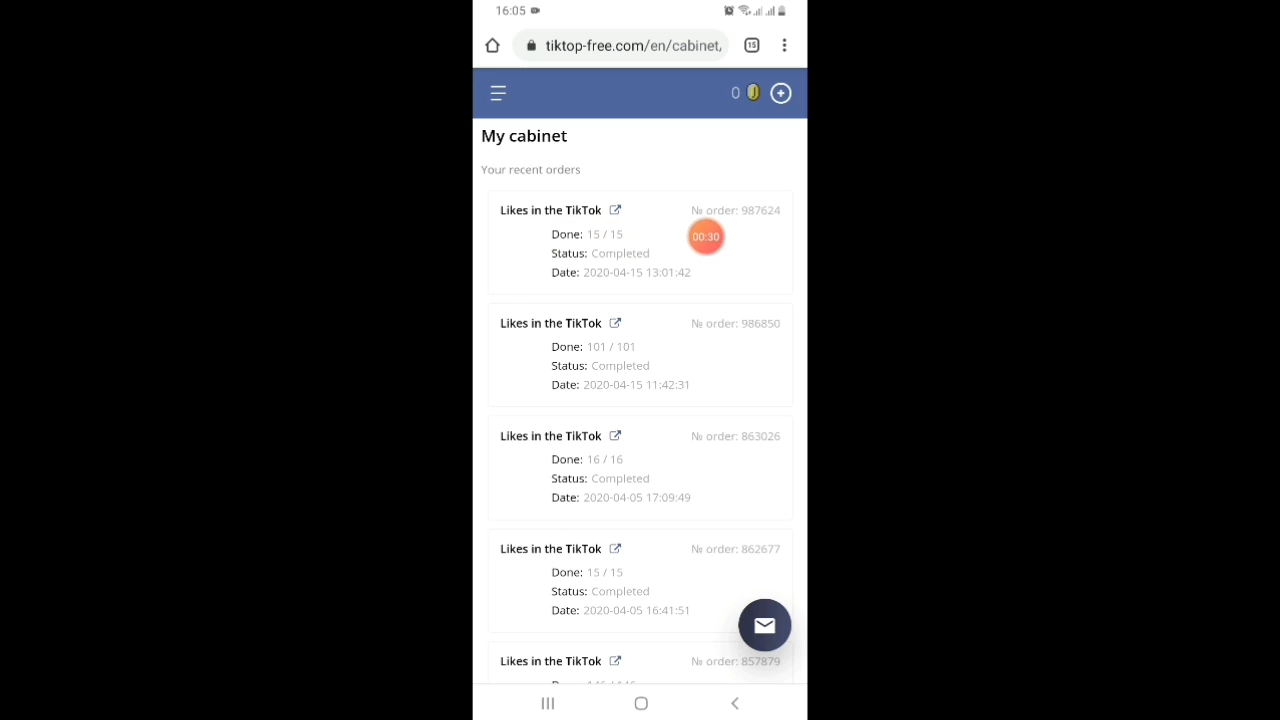 16:05
tiktop-free.com/en/cabinet,
15
0
My cabinet
Your recent orders
Likes in the TikTok № order: 987624
Done: 15 / 15
00:30
Status: Completed
Date: 2020-04-15 13:01:42
Likes in the TikTok № order: 986850
Done: 101 / 101
Status: Completed
Date: 2020-04-15 11:42:31
Likes in the TikTok № order: 863026
Done: 16 / 16
Status: Completed
Date: 2020-04-05 17:09:49
Likes in the TikTok № order: 862677
Done: 15 / 15
Status: Completed
Date: 2020-04-05 16:41:51
Likes in the TikTok № order: 857879